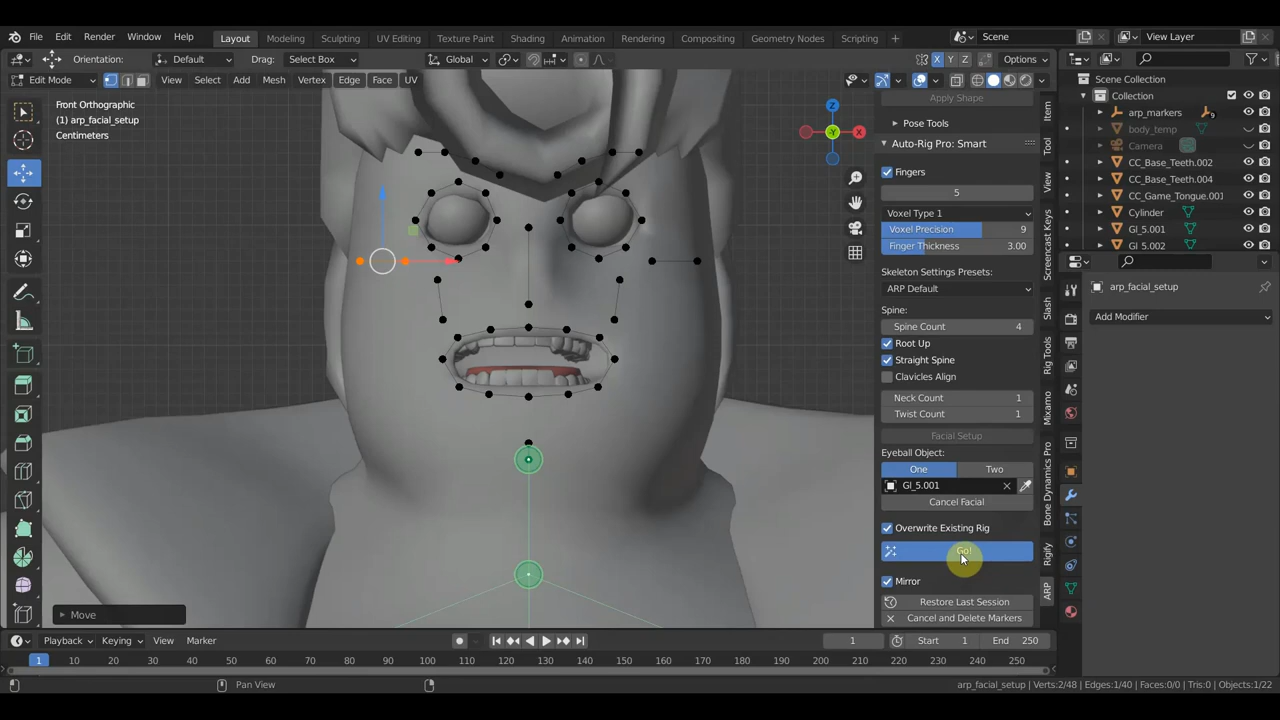 File Edit Render Window Help Layout Modeling Sculpting UV Editing Texture Paint Shading Animation Rendering Compositing Geometry Nodes Scripting + Scene View Layer
Orientation: Default Drag: Select Box Global X Y Z Options
Edit Mode View Select Add Mesh Vertex Edge Face UV
Front Orthographic
(1) arp_facial_setup
Centimeters
Z
X
-Y
Apply Shape
Pose Tools
Auto-Rig Pro: Smart
Fingers
5
Voxel Type 1
Voxel Precision 9
Finger Thickness 3.00
Skeleton Settings Presets:
ARP Default
Spine:
Spine Count 4
Root Up
Straight Spine
Clavicles Align
Neck Count 1
Twist Count 1
Facial Setup
Eyeball Object:
One Two
Gl_5.001
Cancel Facial
Overwrite Existing Rig
Go!
Mirror
Restore Last Session
Cancel and Delete Markers
Item
Tool
View
Screencast Keys
Slash
Rig Tools
Mixamo
Bone Dynamics Pro
Rigify
ARP
Scene Collection
Collection
arp_markers 9
body_temp
Camera
CC_Base_Teeth.002
CC_Base_Teeth.004
CC_Game_Tongue.001
Cylinder
Gl_5.001
Gl_5.002
arp_facial_setup
Add Modifier
Move
Playback Keying View Marker 1 Start 1 End 250
1 10 20 30 40 50 60 70 80 90 100 110 120 130 140 150 160 170 180 190 200 210 220 230 240 250
Pan View
arp_facial_setup | Verts:2/48 | Edges:1/40 | Faces:0/0 | Tris:0 | Objects:1/22